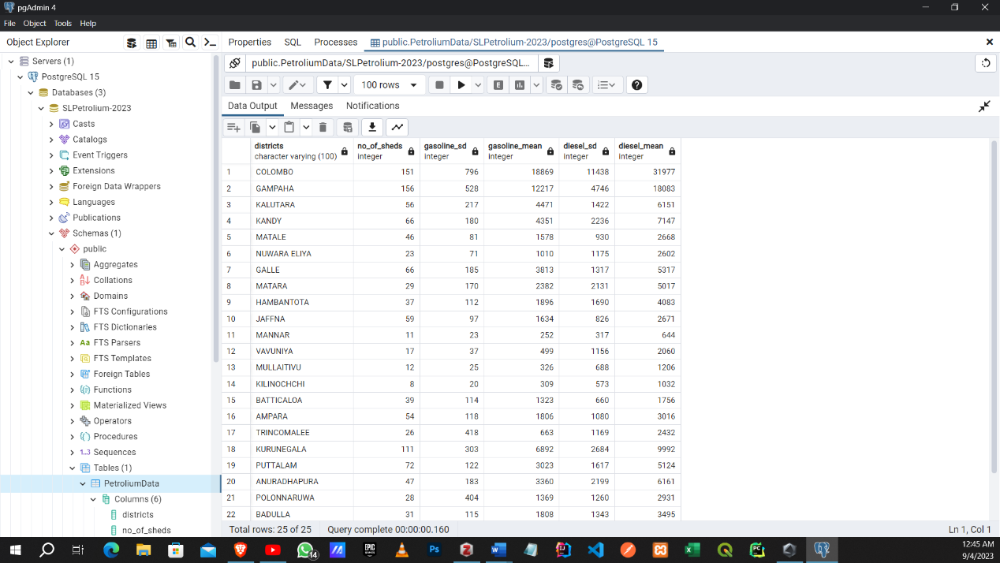 pgAdmin 4
File Object Tools Help
Object Explorer
Properties SQL Processes public.PetroliumData/SLPetrolium-2023/postgres@PostgreSQL 15
Servers (1)
PostgreSQL 15
Databases (3)
SLPetrolium-2023
Casts
Catalogs
Event Triggers
Extensions
Foreign Data Wrappers
Languages
Publications
Schemas (1)
public
Aggregates
Collations
Domains
FTS Configurations
FTS Dictionaries
FTS Parsers
FTS Templates
Foreign Tables
Functions
Materialized Views
Operators
Procedures
Sequences
Tables (1)
PetroliumData
Columns (6)
districts
no_of_sheds
public.PetroliumData/SLPetrolium-2023/postgres@PostgreSQL...
100 rows
Data Output Messages Notifications
districts no_of_sheds gasoline_sd gasoline_mean diesel_sd diesel_mean
character varying (100) integer integer integer integer integer
1 COLOMBO 151 796 18869 11438 31977
2 GAMPAHA 156 528 12217 4746 18083
3 KALUTARA 56 217 4471 1422 6151
4 KANDY 66 180 4351 2236 7147
5 MATALE 46 81 1578 930 2668
6 NUWARA ELIYA 23 71 1010 1175 2602
7 GALLE 66 185 3813 1317 5317
8 MATARA 29 170 2382 2131 5017
9 HAMBANTOTA 37 112 1896 1690 4083
10 JAFFNA 59 97 1634 826 2671
11 MANNAR 11 23 252 317 644
12 VAVUNIYA 17 37 499 1156 2060
13 MULLAITIVU 12 25 326 688 1206
14 KILINOCHCHI 8 20 309 573 1032
15 BATTICALOA 39 114 1323 660 1756
16 AMPARA 54 118 1806 1080 3016
17 TRINCOMALEE 26 418 663 1169 2432
18 KURUNEGALA 111 303 6892 2684 9992
19 PUTTALAM 72 122 3023 1617 5124
20 ANURADHAPURA 47 183 3360 2199 6161
21 POLONNARUWA 28 404 1369 1260 2931
22 BADULLA 31 115 1808 1343 3495
Total rows: 25 of 25 Query complete 00:00:00.160 Ln 1, Col 1
14
EPIC GAMES
Ps
12:45 AM
9/4/2023